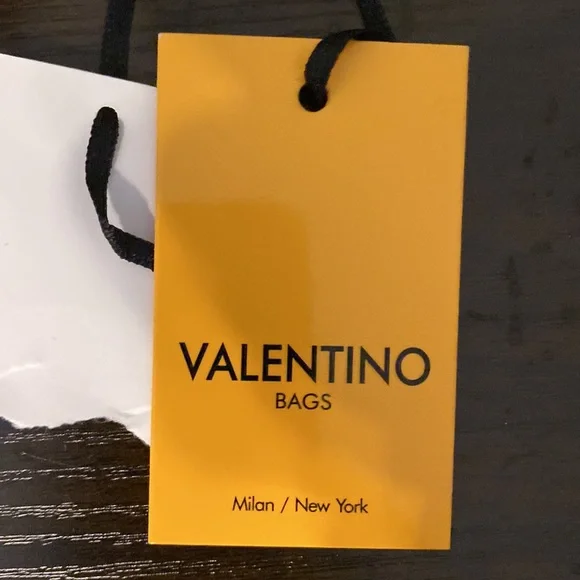 VALENTINO
BAGS
Milan / New York